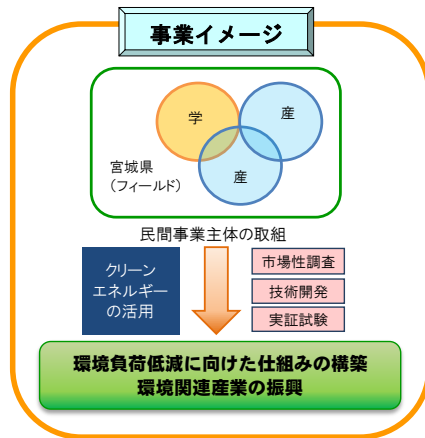 事業イメージ
学
産
産
宮城県
（フィールド）
民間事業主体の取組
クリーン
エネルギー
の活用
市場性調査
技術開発
実証試験
環境負荷低減に向けた仕組みの構築
環境関連産業の振興